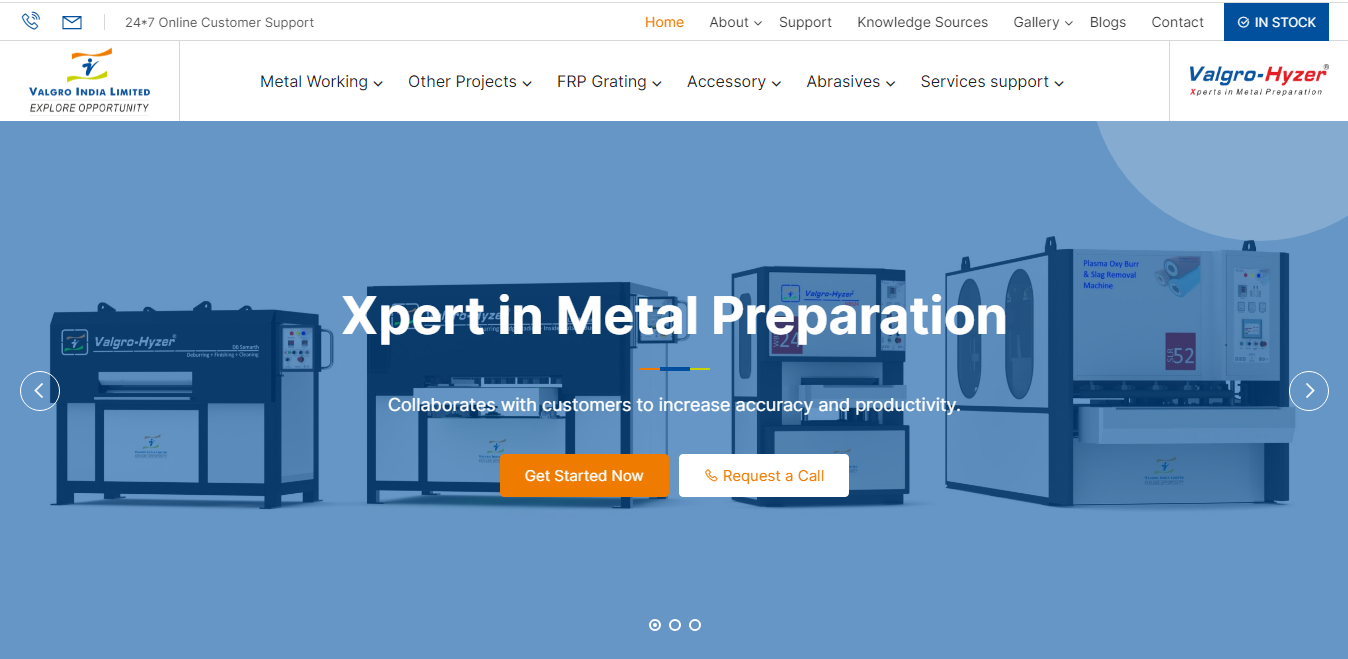 24*7 Online Customer Support
Home
About
Support
Knowledge Sources
Gallery
Blogs
Contact
IN STOCK
VALGRO INDIA LIMITED
EXPLORE OPPORTUNITY
Metal Working
Other Projects
FRP Grating
Accessory
Abrasives
Services support
Valgro-Hyzer®
Xperts in Metal Preparation
Plasma Oxy Burr
& Slag Removal
Machine
Valgro-Hyzer
Xpert in Metal Preparation
Valgro-Hyzer®
DB Samarth
Deburring + Finishing + Cleaning
24
52
Collaborates with customers to increase accuracy and productivity.
Get Started Now
Request a Call